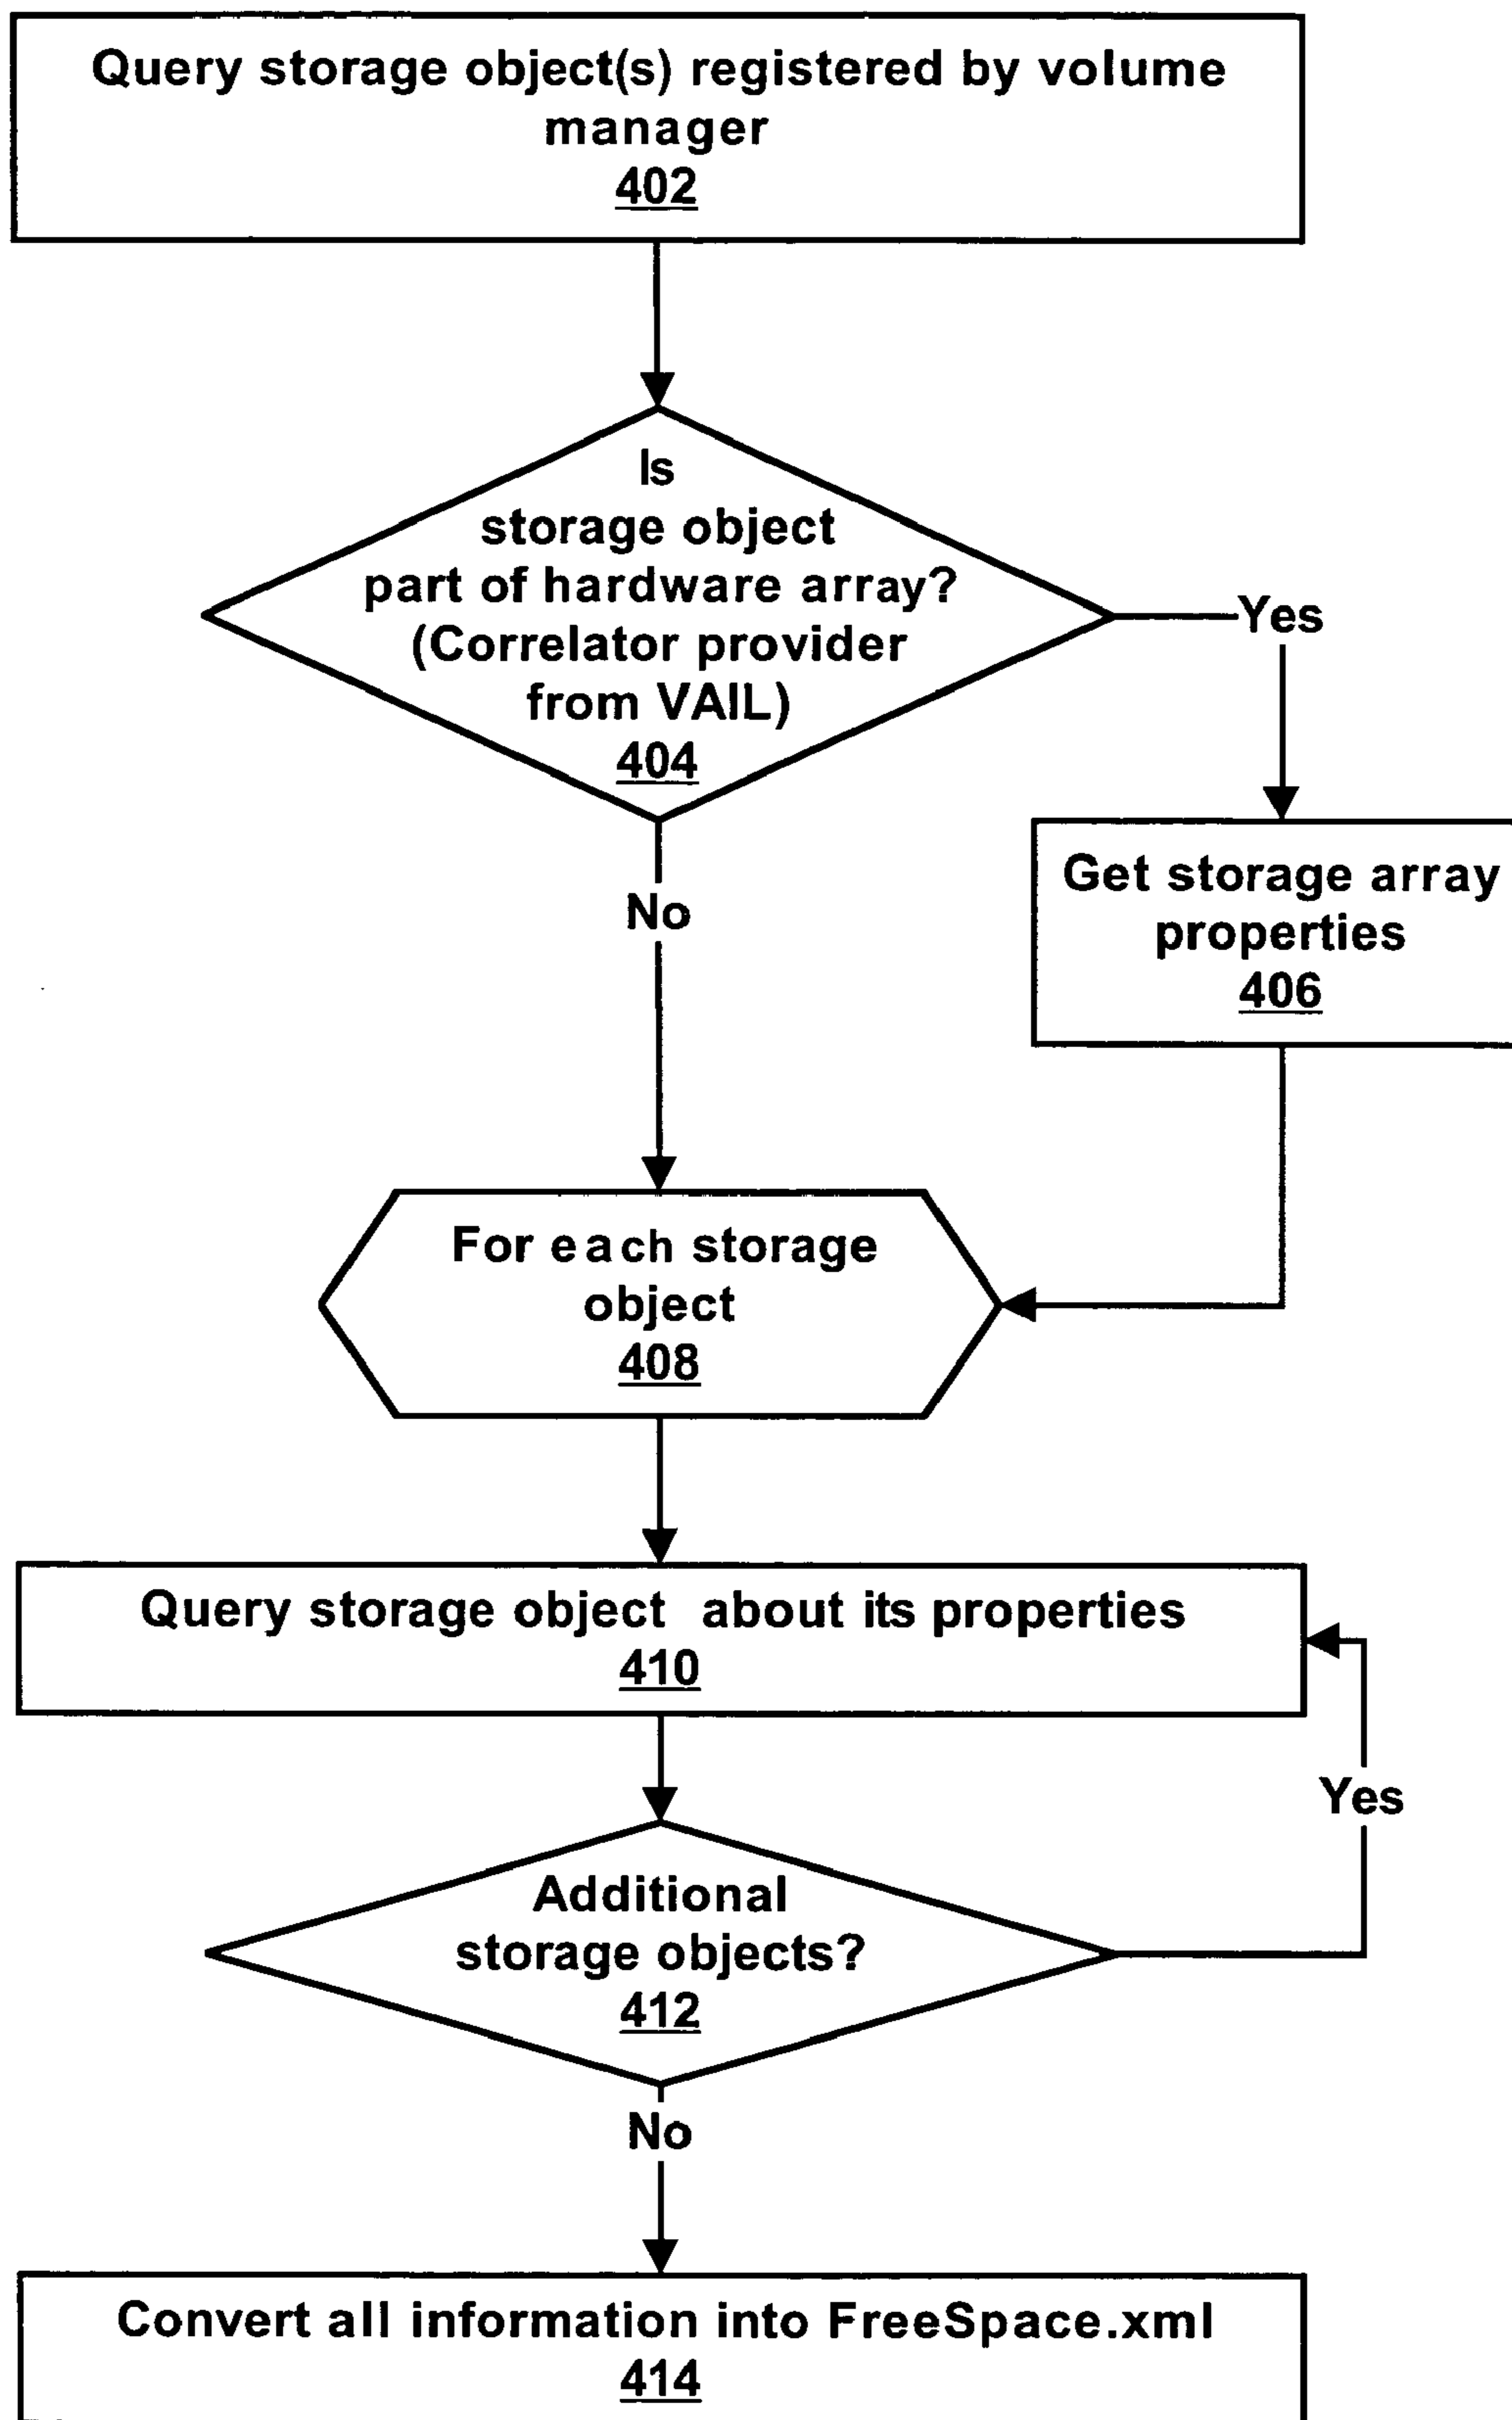 Query storage object(s) registered by volume
manager
402
Is
storage object
part of hardware array?
(Correlator provider
from VAIL)
404
Yes
Get storage array
properties
406
No
For each storage
object
408
Query storage object about its properties
410
Yes
Additional
storage objects?
412
No
Convert all information into FreeSpace.xml
414